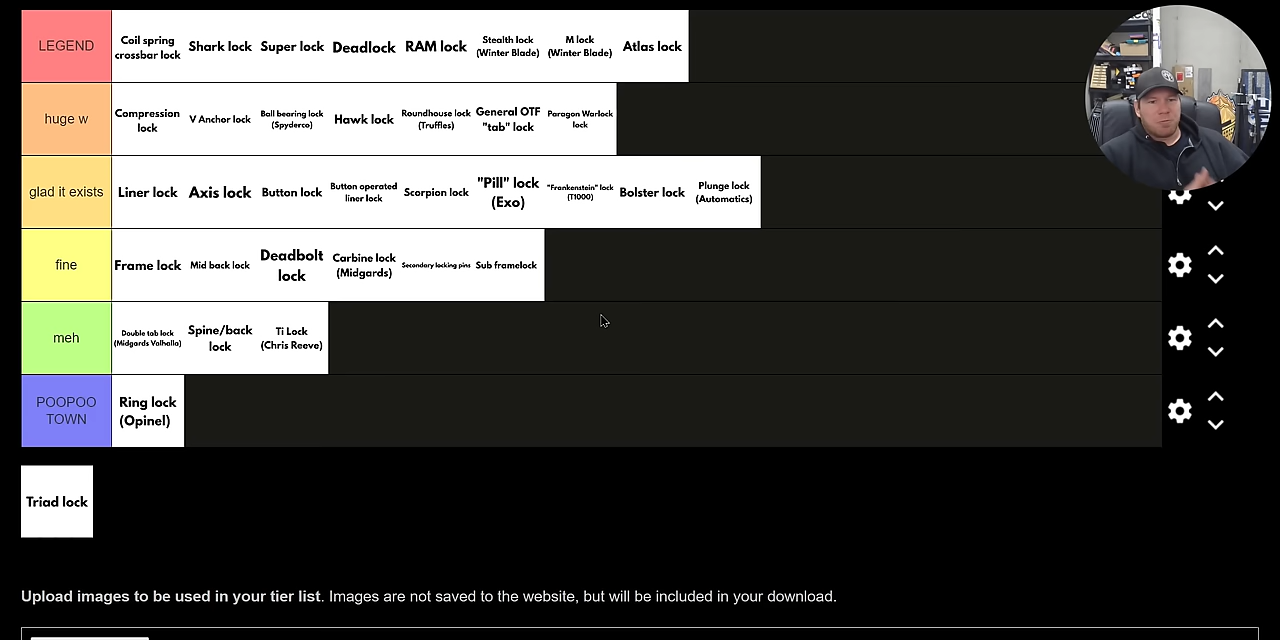 LEGEND
Coil spring
crossbar lock
Shark lock
Super lock
Deadlock
RAM lock
Stealth lock
(Winter Blade)
M lock
(Winter Blade)
Atlas lock
huge w
Compression
lock
V Anchor lock
Ball bearing lock
(Spyderco)
Hawk lock
Roundhouse lock
(Truffles)
General OTF
"tab" lock
Paragon Warlock
lock
glad it exists
Liner lock
Axis lock
Button lock
Button operated
liner lock
Scorpion lock
"Pill" lock
(Exo)
"Frankenstein" lock
(T1000)
Bolster lock
Plunge lock
(Automatics)
fine
Frame lock
Mid back lock
Deadbolt
lock
Carbine lock
(Midgards)
Secondary locking pins
Sub framelock
meh
Double tab lock
(Midgards Valhalla)
Spine/back
lock
Ti Lock
(Chris Reeve)
POOPOO
TOWN
Ring lock
(Opinel)
Triad lock
Upload images to be used in your tier list. Images are not saved to the website, but will be included in your download.